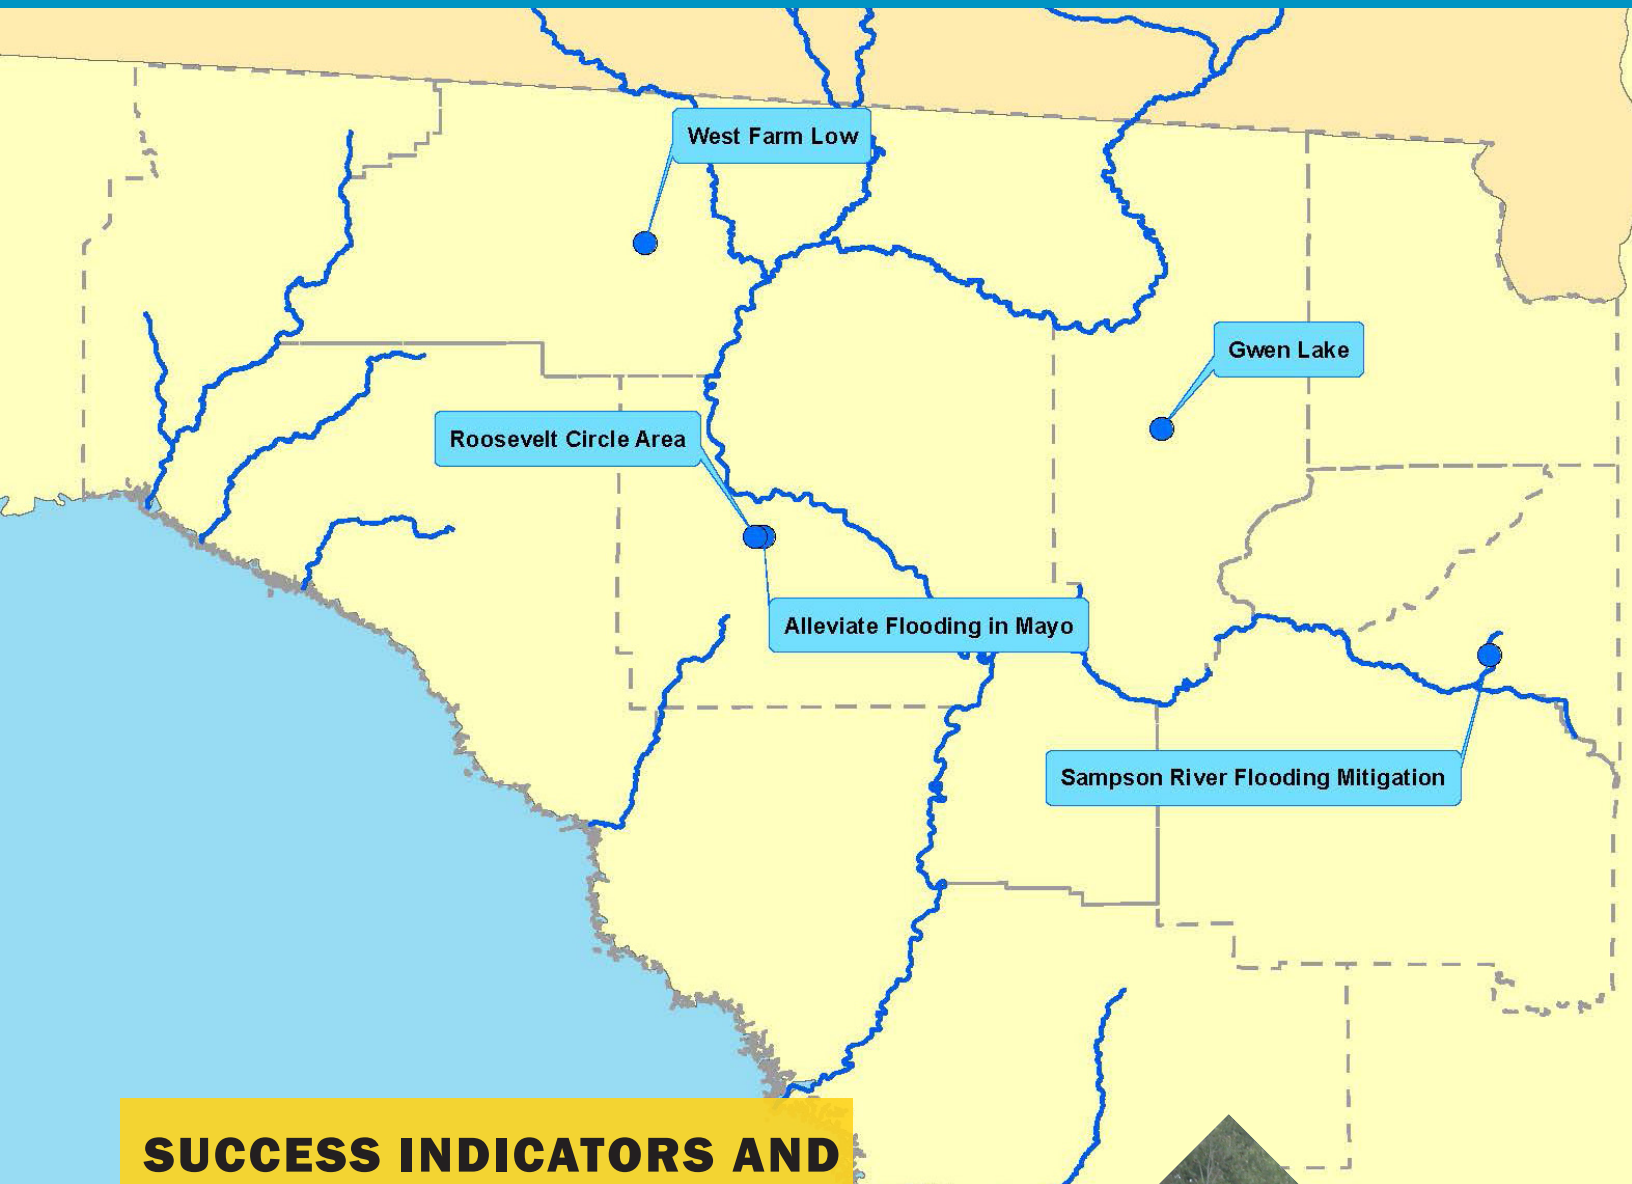 West Farm Low
Gwen Lake
Roosevelt Circle Area
Alleviate Flooding in Mayo
Sampson River Flooding Mitigation
SUCCESS INDICATORS AND